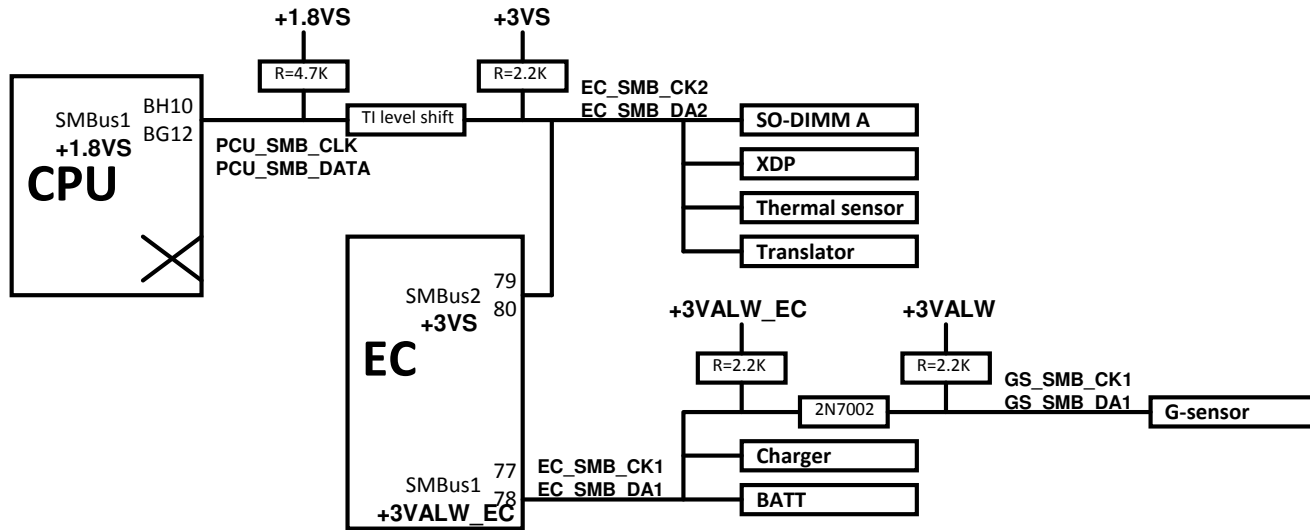 +1.8VS
+3VS
R=4.7K
R=2.2K
EC_SMB_CK2
EC_SMB_DA2
BH10
SMBus1
BG12
+1.8VS
CPU
TI level shift
PCU_SMB_CLK
PCU_SMB_DATA
SO-DIMM A
XDP
Thermal sensor
Translator
79
SMBus2
80
+3VS
EC
+3VALW_EC
+3VALW
R=2.2K
R=2.2K
GS_SMB_CK1
GS_SMB_DA1
2N7002
G-sensor
Charger
BATT
77
EC_SMB_CK1
SMBus1
78
EC_SMB_DA1
+3VALW_EC